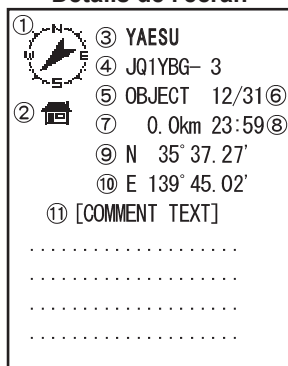 Détails de l'écran
① N W E S
③ YAESU
④ JQ1YBG- 3
⑤ OBJECT 12/31⑥
②
⑦ 0.0km 23:59⑧
⑨ N 35°37.27'
⑩ E 139°45.02'
⑪ [COMMENT TEXT]
. . . . . . . . . . . . . . . . . . . .
. . . . . . . . . . . . . . . . . . . .
. . . . . . . . . . . . . . . . . . . .
. . . . . . . . . . . . . . . . . . . .